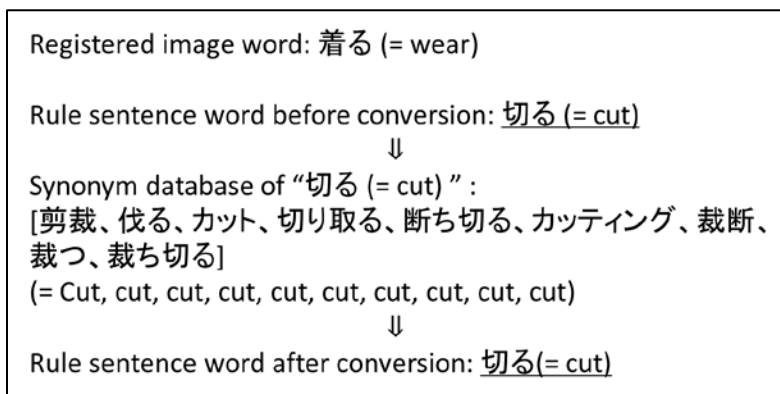 Registered image word: 着る (= wear)
Rule sentence word before conversion: 切る (= cut)
⇓
Synonym database of “切る (= cut) ” :
[剪裁、伐る、カット、切り取る、断ち切る、カッティング、裁断、
裁つ、裁ち切る]
(= Cut, cut, cut, cut, cut, cut, cut, cut, cut, cut)
⇓
Rule sentence word after conversion: 切る(= cut)